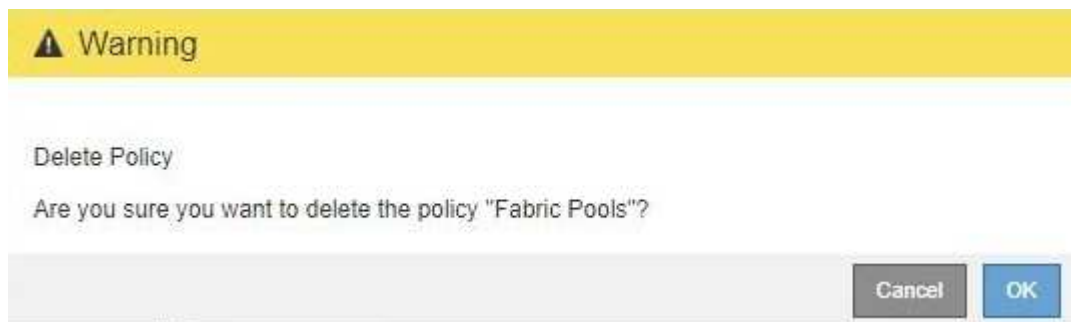 Warning
Delete Policy
Are you sure you want to delete the policy "Fabric Pools"?
Cancel OK